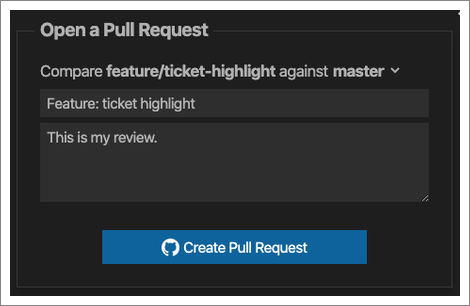 Open a Pull Request
Compare feature/ticket-highlight against master
Feature: ticket highlight
This is my review.
Create Pull Request